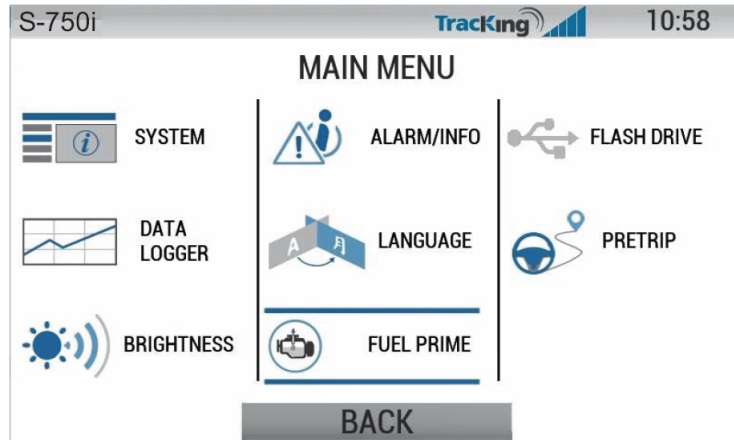 S-750i
TracKing
10:58
MAIN MENU
SYSTEM
ALARM/INFO
FLASH DRIVE
DATA
LOGGER
A
月
LANGUAGE
PRETRIP
BRIGHTNESS
FUEL PRIME
BACK